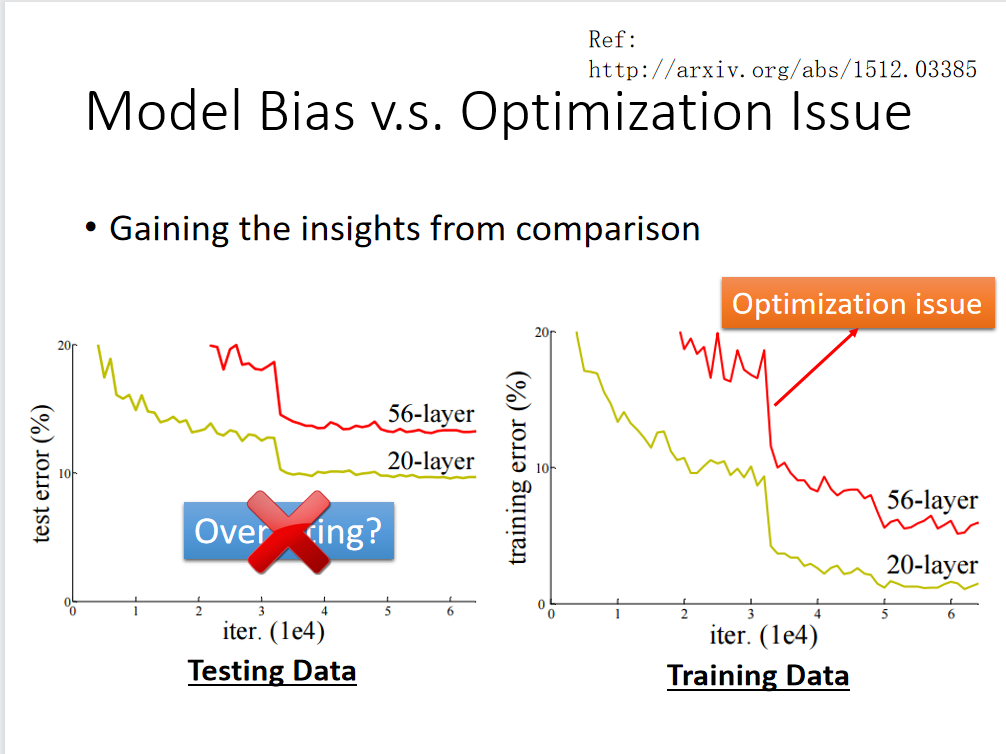 Ref:
http://arxiv.org/abs/1512.03385
Model Bias v.s. Optimization Issue
• Gaining the insights from comparison
Optimization issue
20
10
0
test error (%)
56-layer
20-layer
0 1 2 3 4 5 6
iter. (1e4)
Testing Data
20
10
0
training error (%)
56-layer
20-layer
0 1 2 3 4 5 6
iter. (1e4)
Training Data